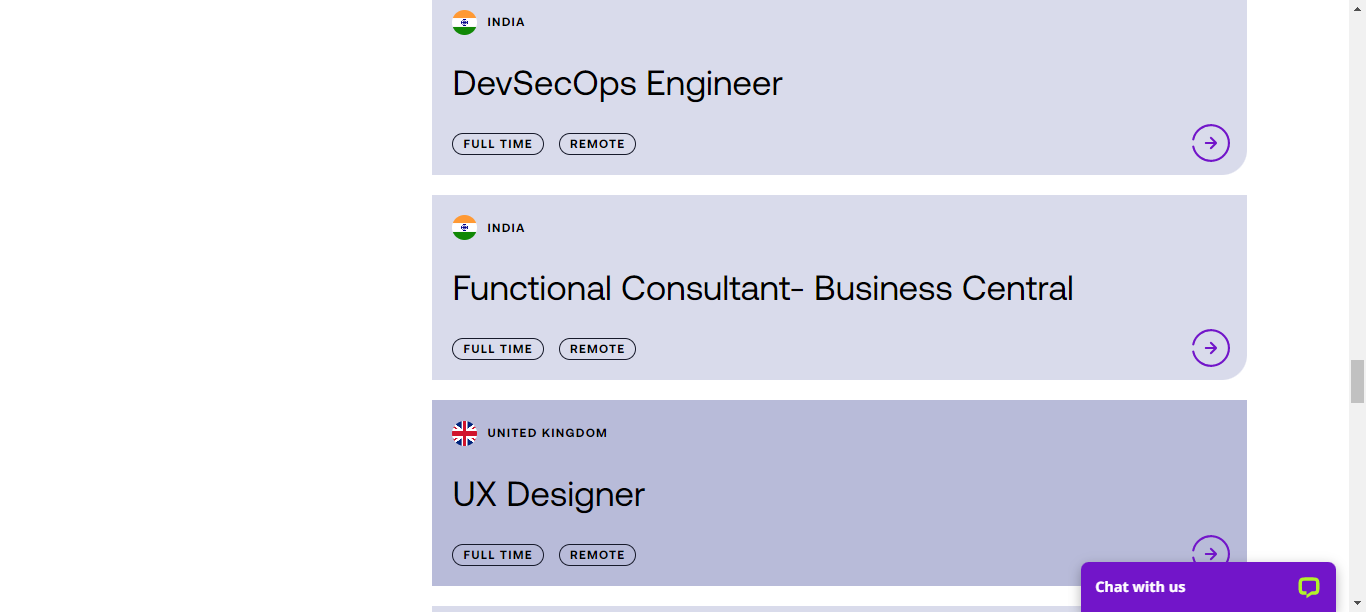 INDIA
DevSecOps Engineer
FULL TIME REMOTE
INDIA
Functional Consultant- Business Central
FULL TIME REMOTE
UNITED KINGDOM
UX Designer
FULL TIME REMOTE
Chat with us